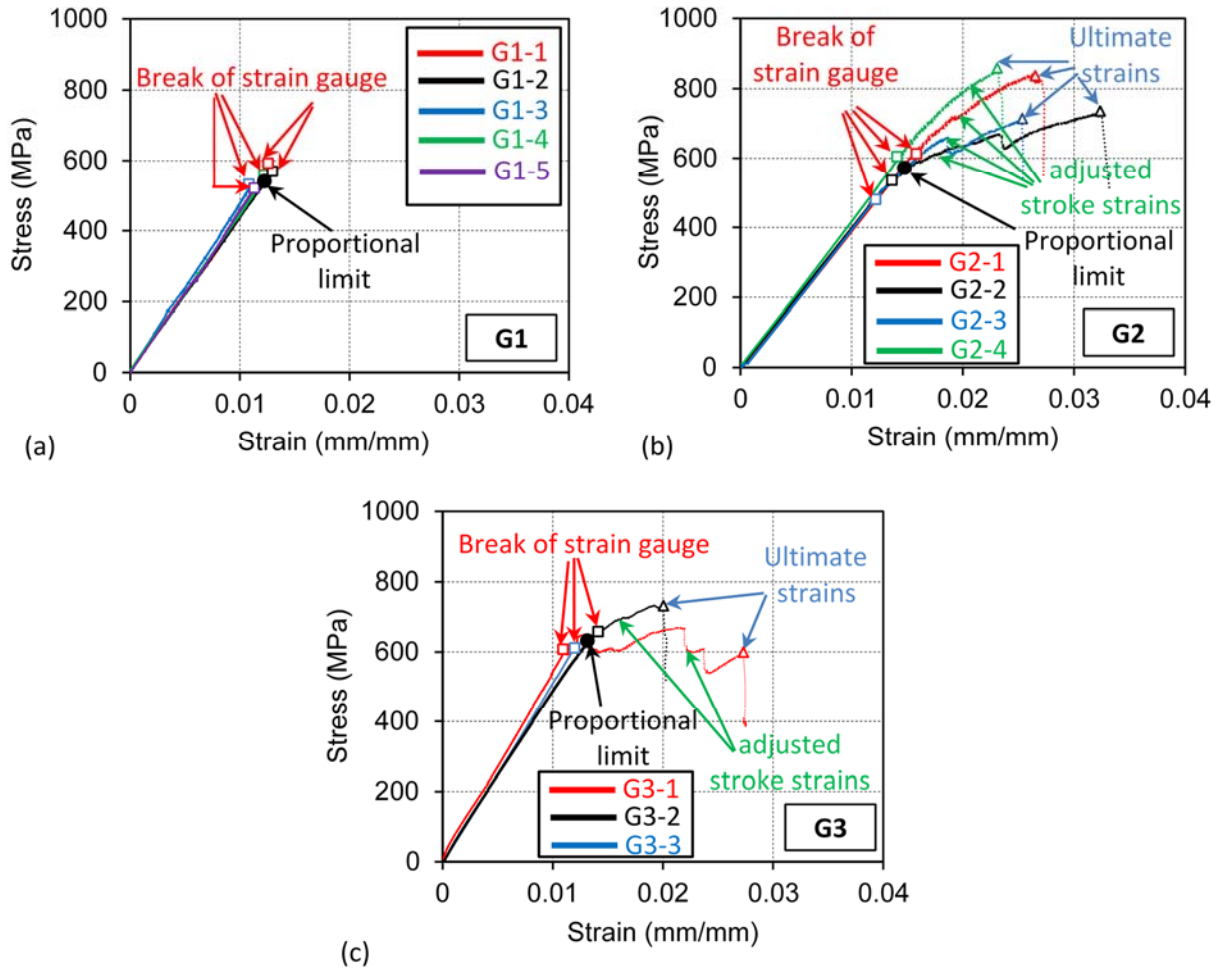 1000
800
600
400
200
0
Stress (MPa)
Break of strain gauge
G1-1
G1-2
G1-3
G1-4
G1-5
Proportional
limit
G1
0
0.01
0.02
0.03
0.04
Strain (mm/mm)
(a)
1000
800
600
400
200
0
Stress (MPa)
Break of
strain gauge
Ultimate
strains
adjusted
stroke strains
Proportional
limit
G2-1
G2-2
G2-3
G2-4
G2
0
0.01
0.02
0.03
0.04
Strain (mm/mm)
(b)
1000
800
600
400
200
0
Stress (MPa)
Break of strain gauge
Ultimate
strains
Proportional
limit
adjusted
stroke strains
G3-1
G3-2
G3-3
G3
0
0.01
0.02
0.03
0.04
Strain (mm/mm)
(c)